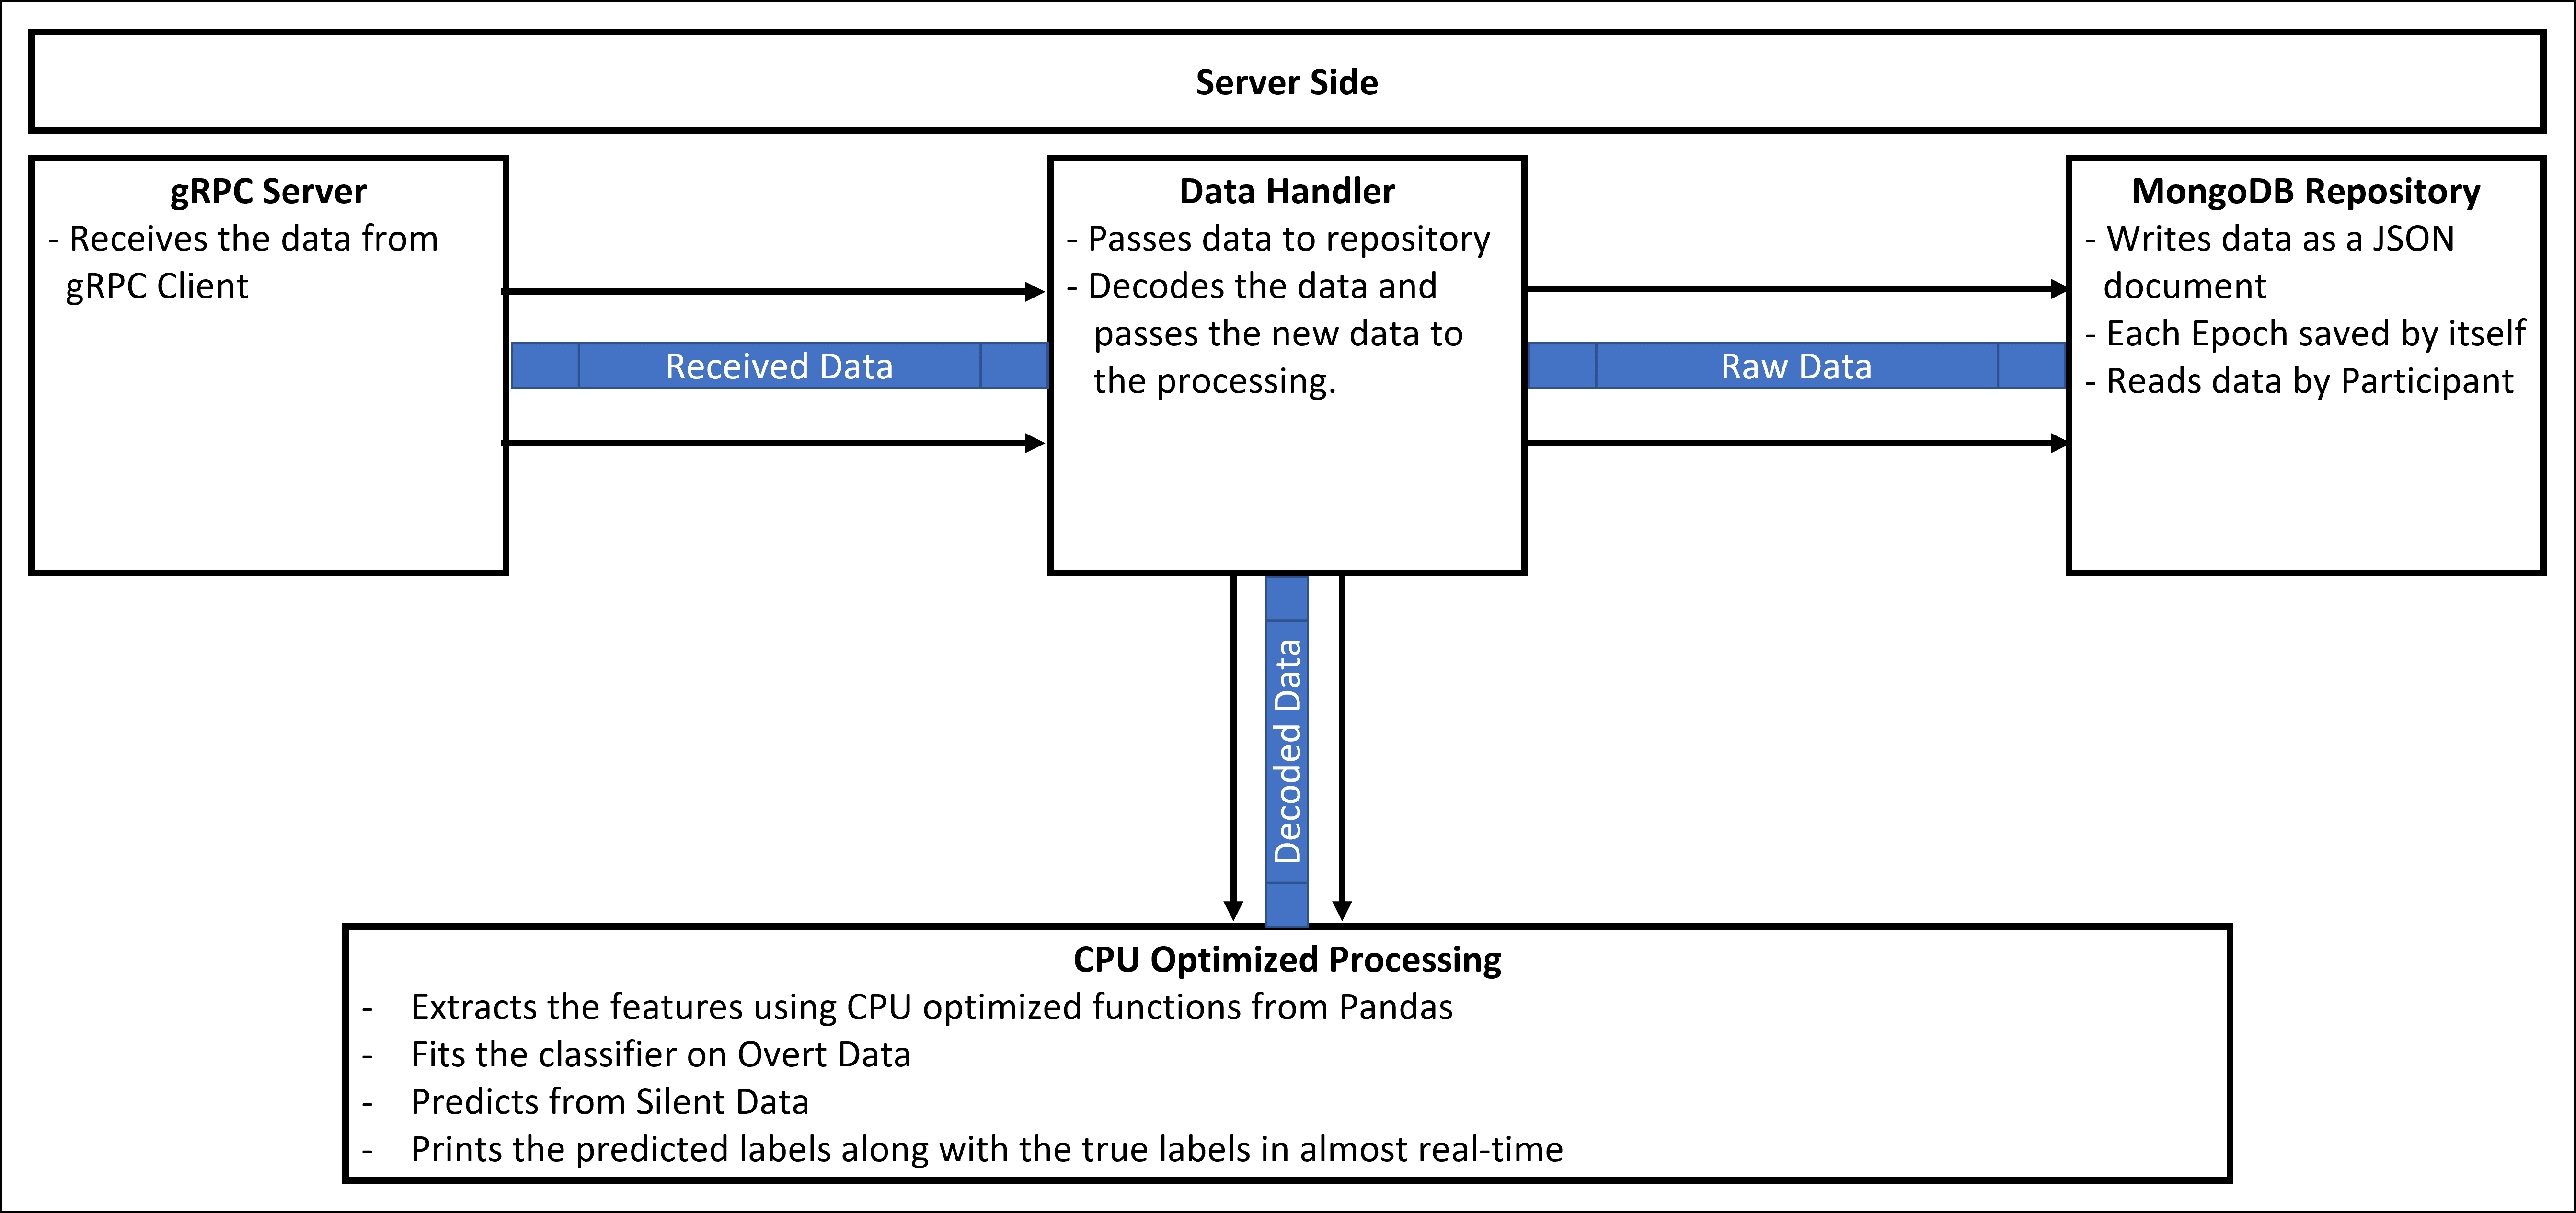 Server Side
gRPC Server
- Receives the data from
gRPC Client
Received Data
Data Handler
- Passes data to repository
- Decodes the data and
passes the new data to
the processing.
Raw Data
MongoDB Repository
- Writes data as a JSON
document
- Each Epoch saved by itself
- Reads data by Participant
Decoded Data
CPU Optimized Processing
- Extracts the features using CPU optimized functions from Pandas
- Fits the classifier on Overt Data
- Predicts from Silent Data
- Prints the predicted labels along with the true labels in almost real-time